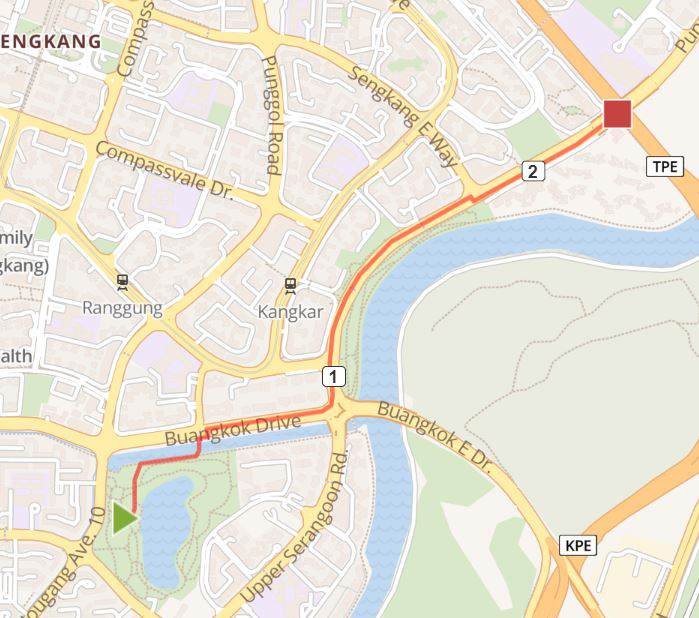 ENGKANG
Compass
Punggol Road
Sengkang E Way
Compassvale Dr.
2
TPE
mily
gkang)
Ranggung
Kangkar
alth
1
Buangkok Drive
Buangkok E Dr.
Upper Serangoon Rd.
ougang Ave. 10
KPE